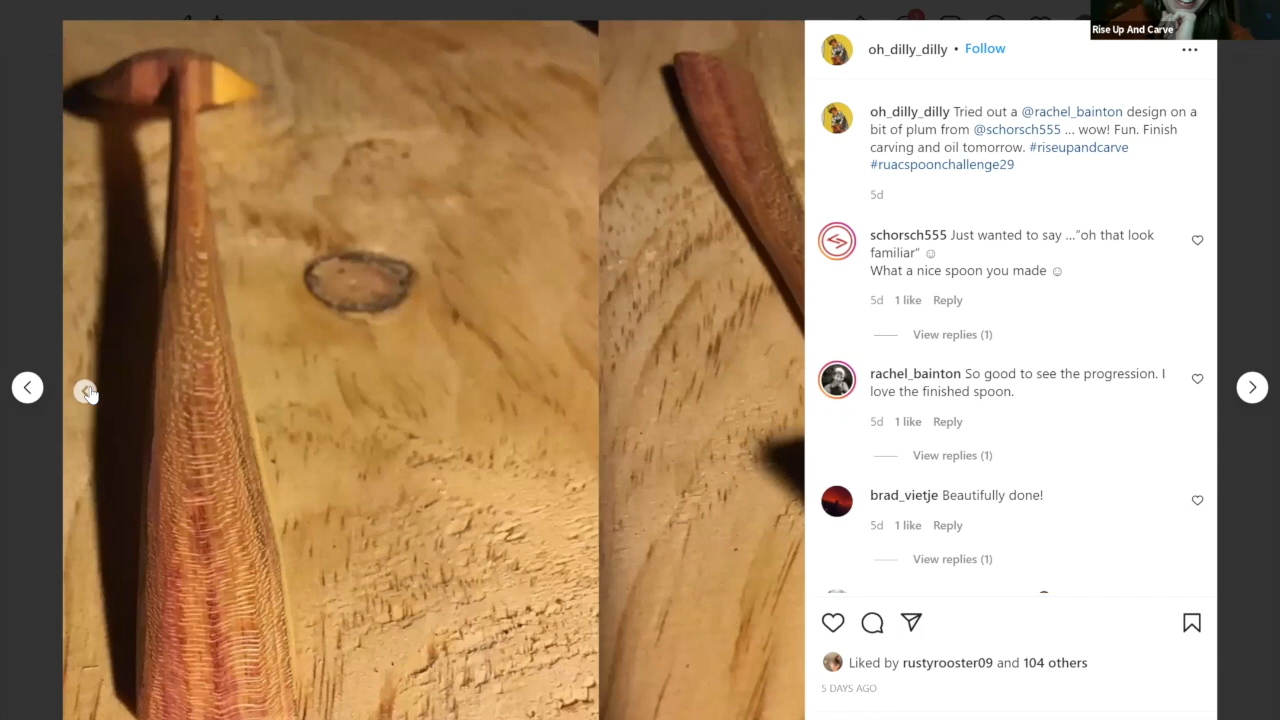 Rise Up And Carve
oh_dilly_dilly • Follow
oh_dilly_dilly Tried out a @rachel_bainton design on a
bit of plum from @schorsch555 ... wow! Fun. Finish
carving and oil tomorrow. #riseupandcarve
#ruacspoonchallenge29
5d
schorsch555 Just wanted to say ..."oh that look
familiar" ☺
What a nice spoon you made ☺
5d 1 like Reply
View replies (1)
rachel_bainton So good to see the progression. I
love the finished spoon.
5d 1 like Reply
View replies (1)
brad_vietje Beautifully done!
5d 1 like Reply
View replies (1)
Liked by rustyrooster09 and 104 others
5 DAYS AGO